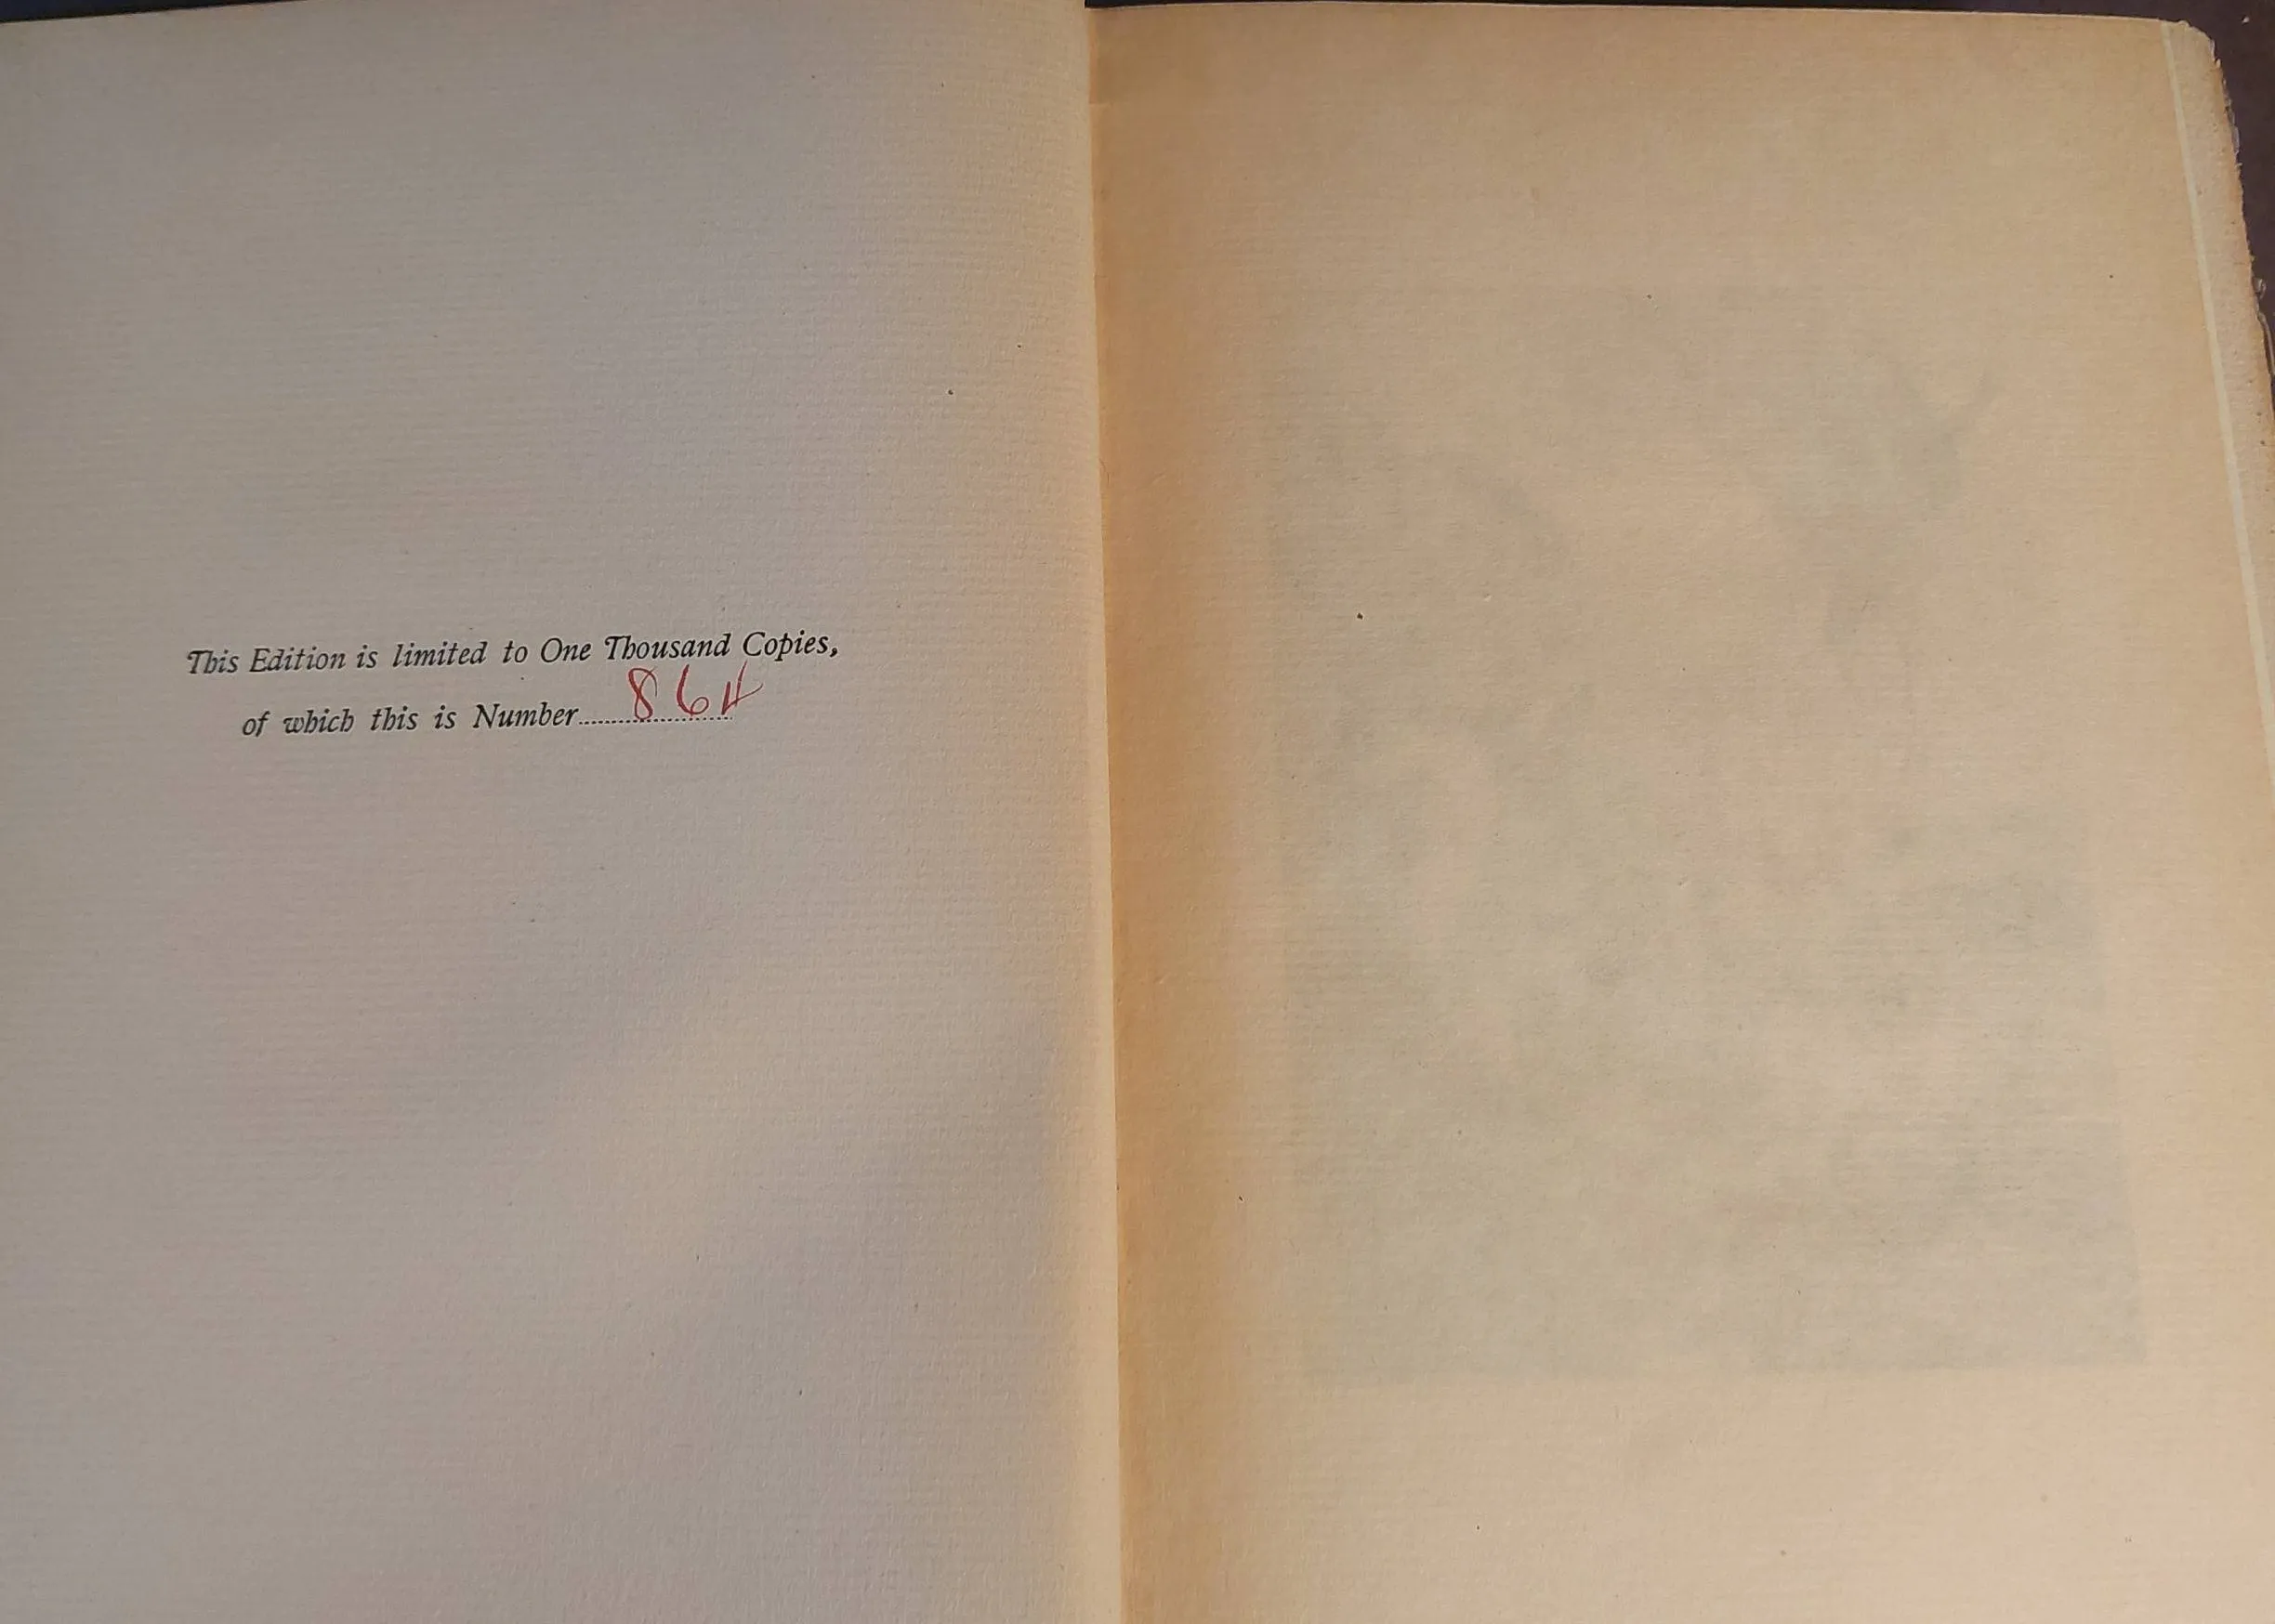 This Edition is limited to One Thousand Copies,
of which this is Number........864